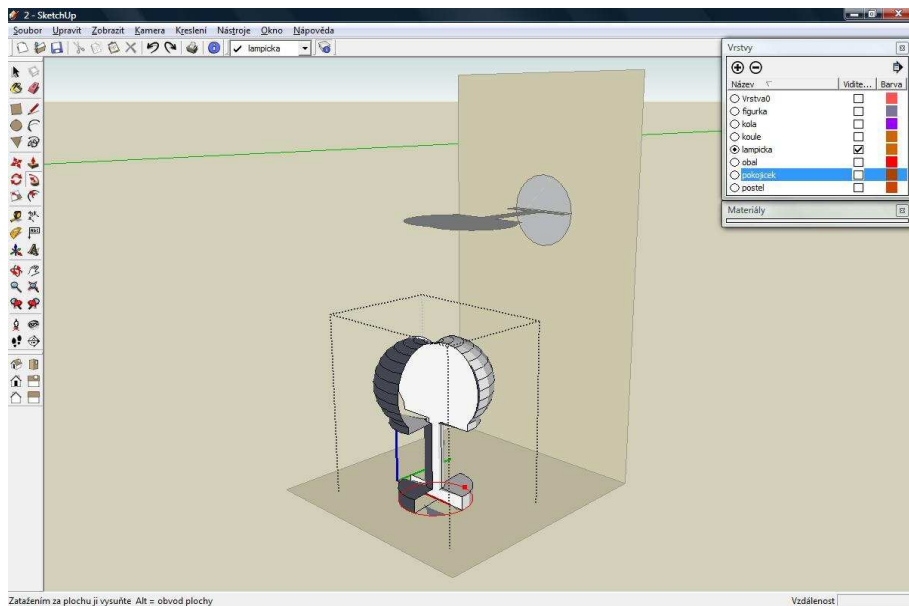 2 - SketchUp
Soubor Upravit Zobrazit Kamera Kreslení Nástroje Okno Nápověda
lampicka
Vrstvy
Název Vidite... Barva
Vrstva0
figurka
kola
koule
lampicka
obal
pokojicek
postel
Materiály
Zatažením za plochu ji vysuňte Alt = obvod plochy
Vzdálenost